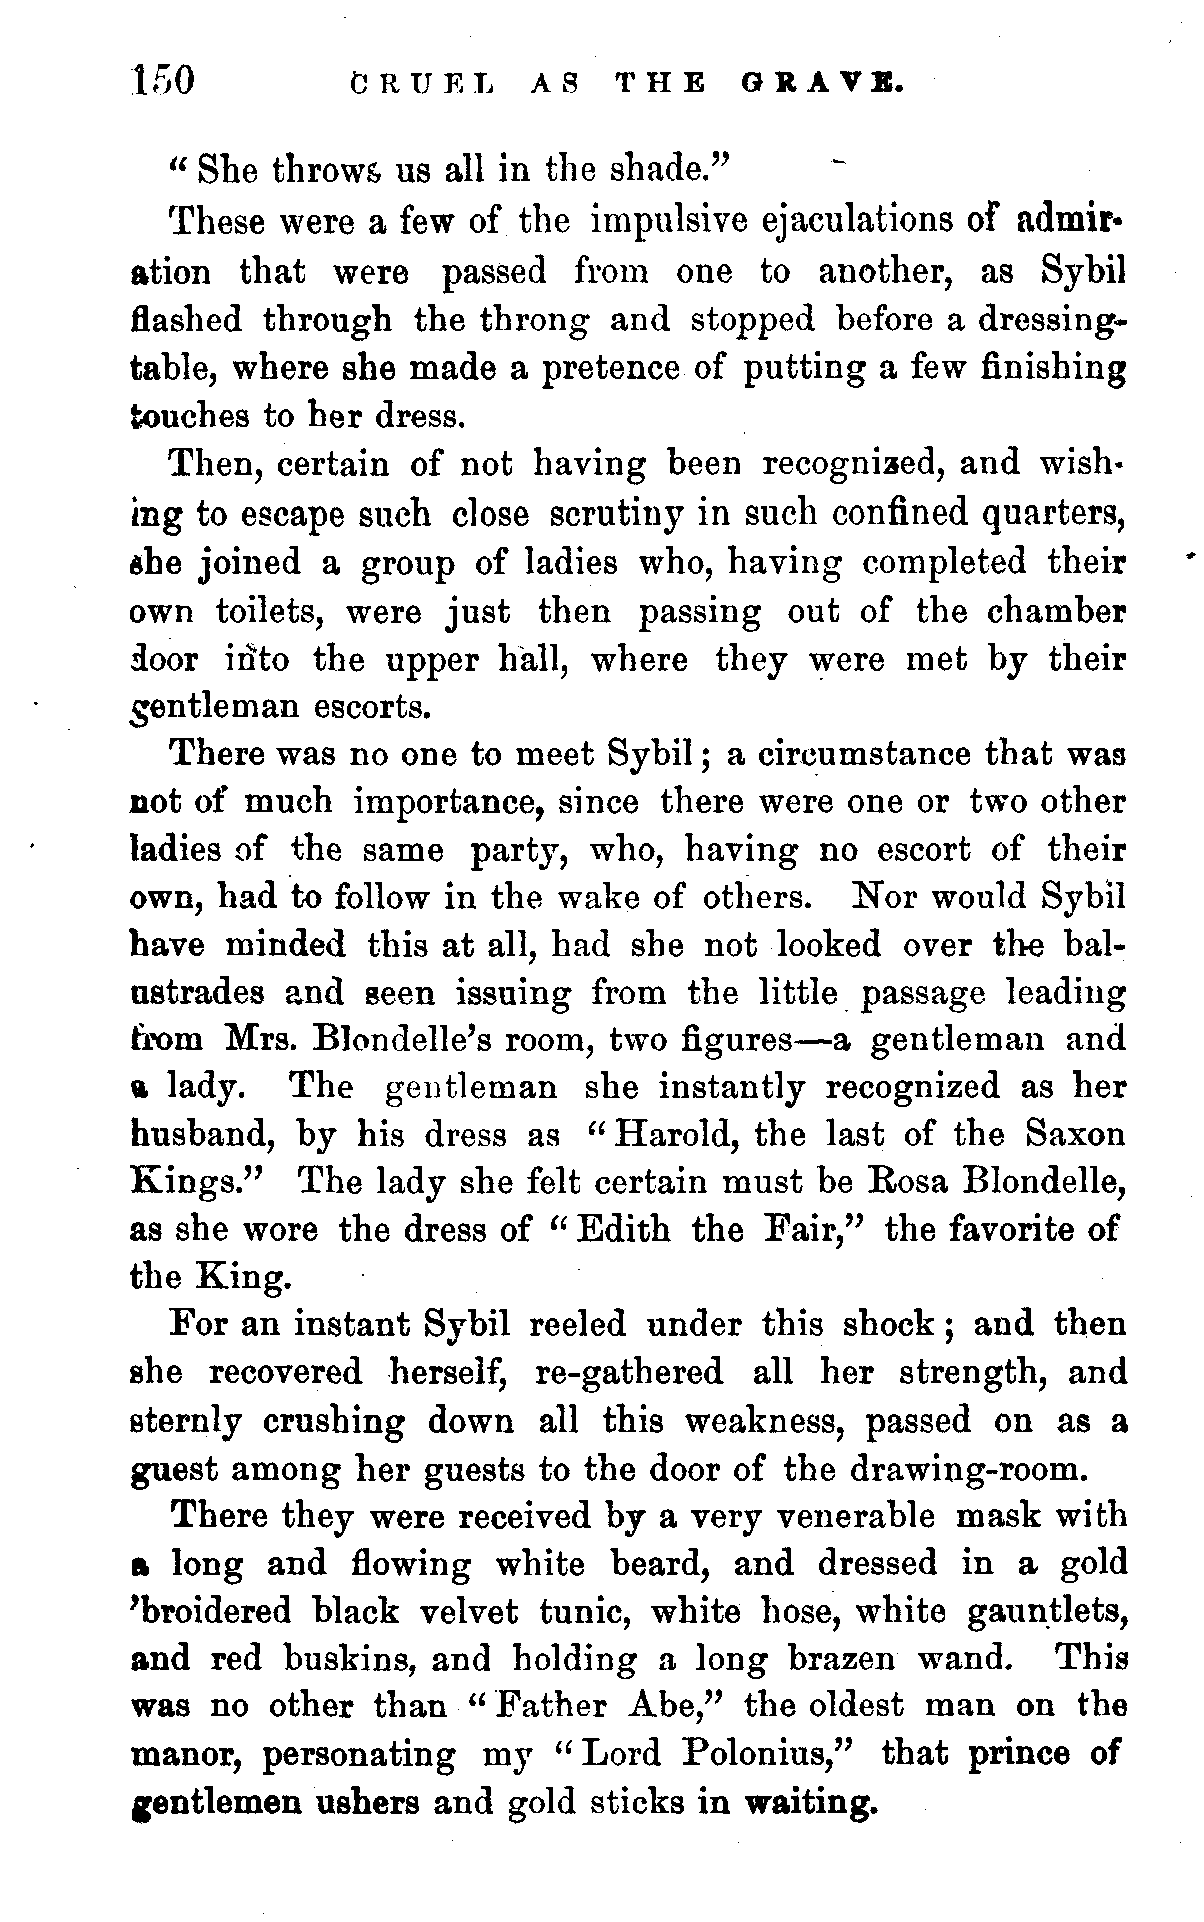 150 CRUEL AS THE GRAVE.
“ She throws us all in the shade.”
These were a few of the impulsive ejaculations of admir-
ation that were passed from one to another, as Sybil
flashed through the throng and stopped before a dressing-
table, where she made a pretence of putting a few finishing
touches to her dress.
Then, certain of not having been recognized, and wish-
ing to escape such close scrutiny in such confined quarters,
she joined a group of ladies who, having completed their
own toilets, were just then passing out of the chamber
door into the upper hall, where they were met by their
gentleman escorts.
There was no one to meet Sybil ; a circumstance that was
not of much importance, since there were one or two other
ladies of the same party, who, having no escort of their
own, had to follow in the wake of others. Nor would Sybil
have minded this at all, had she not looked over the bal-
ustrades and seen issuing from the little passage leading
from Mrs. Blondelle’s room, two figures—a gentleman and
a lady. The gentleman she instantly recognized as her
husband, by his dress as “ Harold, the last of the Saxon
Kings.” The lady she felt certain must be Rosa Blondelle,
as she wore the dress of “ Edith the Fair,” the favorite of
the King.
For an instant Sybil reeled under this shock ; and then
she recovered herself, re-gathered all her strength, and
sternly crushing down all this weakness, passed on as a
guest among her guests to the door of the drawing-room.
There they were received by a very venerable mask with
a long and flowing white beard, and dressed in a gold
’broidered black velvet tunic, white hose, white gauntlets,
and red buskins, and holding a long brazen wand. This
was no other than “ Father Abe,” the oldest man on the
manor, personating my “ Lord Polonius,” that prince of
gentlemen ushers and gold sticks in waiting.